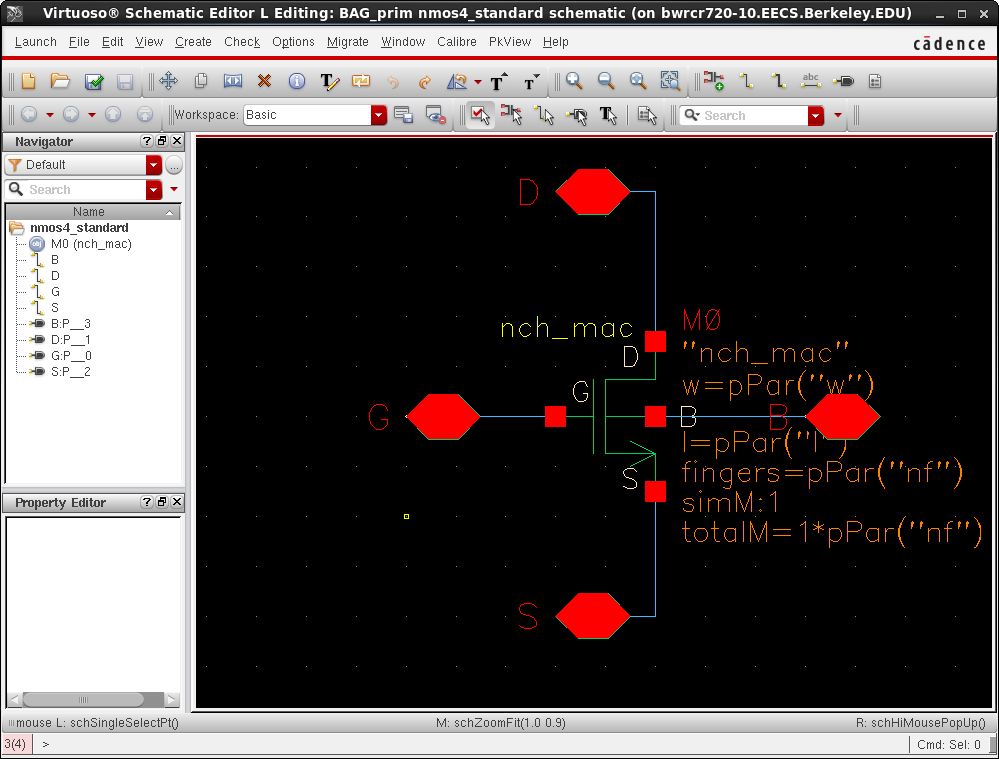 Virtuoso® Schematic Editor L Editing: BAG_prim nmos4_standard schematic (on bwrcr720-10.EECS.Berkeley.EDU)
Launch File Edit View Create Check Options Migrate Window Calibre PkView Help
cādence
abc
Workspace: Basic
Search
Navigator
Default
Search
Name
nmos4_standard
M0 (nch_mac)
B
D
G
S
B:P__3
D:P__1
G:P__0
S:P__2
Property Editor
D
nch_mac
M0
D
"nch_mac"
G
w=pPar("w")
G
B
B
l=pPar("l")
S
fingers=pPar("nf")
simM:1
totalM=1*pPar("nf")
S
mouse L: schSingleSelectPt()
M: schZoomFit(1.0 0.9)
R: schHiMousePopUp()
3(4)
>
Cmd: Sel: 0